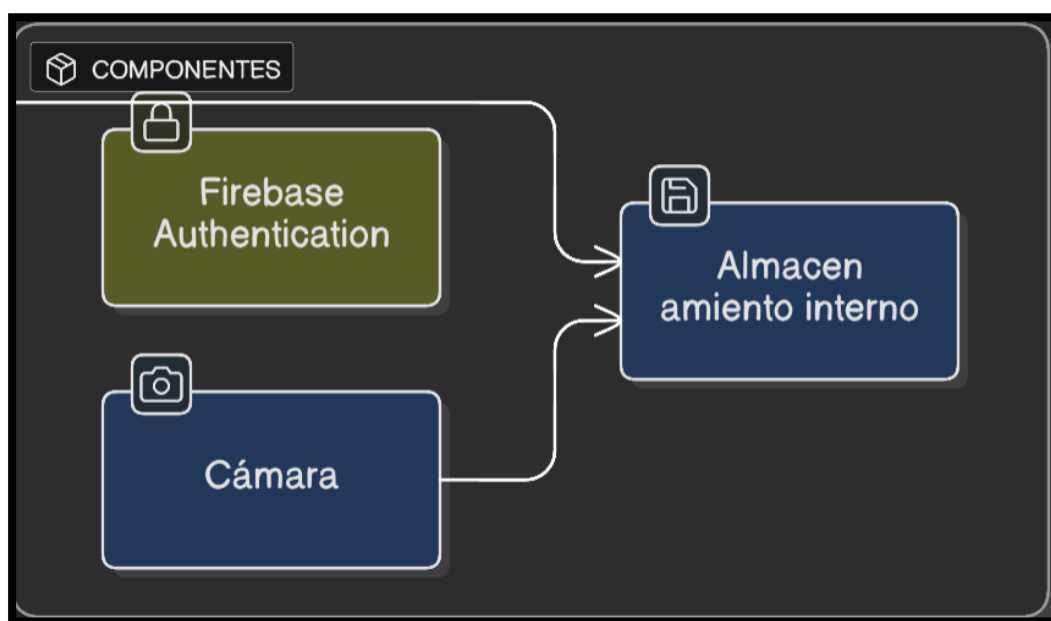 COMPONENTES
Firebase
Authentication
Almacen
amiento interno
Cámara